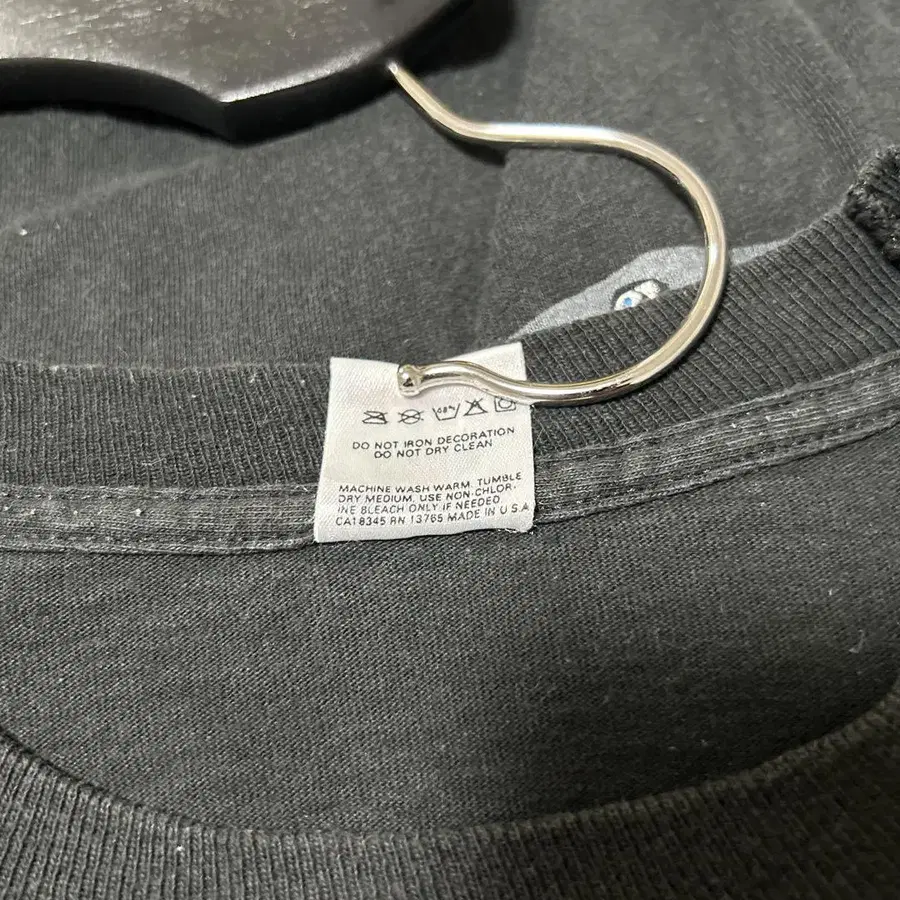 DO NOT IRON DECORATION
DO NOT DRY CLEAN
MACHINE WASH WARM. TUMBLE
DRY MEDIUM. USE NON-CHLOR-
INE BLEACH ONLY IF NEEDED.
CA18345 RN 13765 MADE IN U.S.A